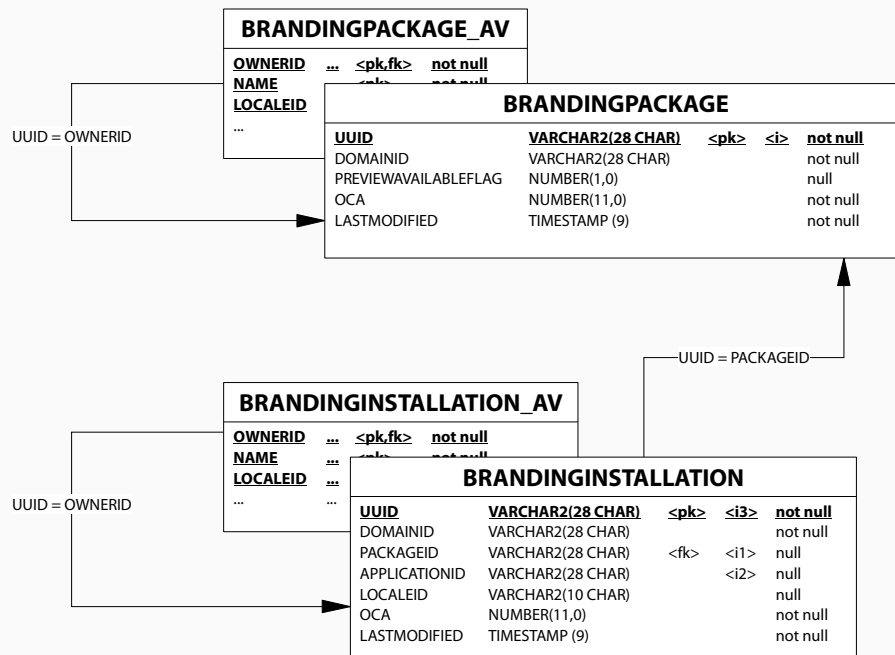 BRANDINGPACKAGE_AV
OWNERID ... <pk,fk> not null
NAME
LOCALEID
...
UUID = OWNERID
BRANDINGPACKAGE
UUID VARCHAR2(28 CHAR) <pk> <i> not null
DOMAINID VARCHAR2(28 CHAR) not null
PREVIEWAVAILABLEFLAG NUMBER(1,0) null
OCA NUMBER(11,0) not null
LASTMODIFIED TIMESTAMP (9) not null
UUID = PACKAGEID
BRANDINGINSTALLATION_AV
OWNERID ... <pk,fk> not null
NAME ... <pk> not null
LOCALEID ...
... ...
UUID = OWNERID
BRANDINGINSTALLATION
UUID VARCHAR2(28 CHAR) <pk> <i3> not null
DOMAINID VARCHAR2(28 CHAR) not null
PACKAGEID VARCHAR2(28 CHAR) <fk> <i1> null
APPLICATIONID VARCHAR2(28 CHAR) <i2> null
LOCALEID VARCHAR2(10 CHAR) null
OCA NUMBER(11,0) not null
LASTMODIFIED TIMESTAMP (9) not null